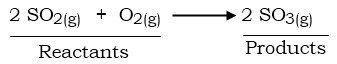 2 SO2(g) + O2(g) ⟶ 2 SO3(g)
Reactants Products